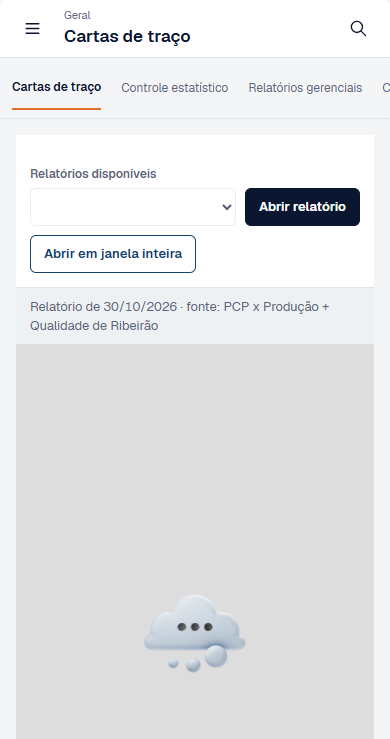 Geral
Cartas de traço
Cartas de traço
Controle estatístico
Relatórios gerenciais
C
Relatórios disponíveis
Abrir relatório
Abrir em janela inteira
Relatório de 30/10/2026 · fonte: PCP x Produção +
Qualidade de Ribeirão